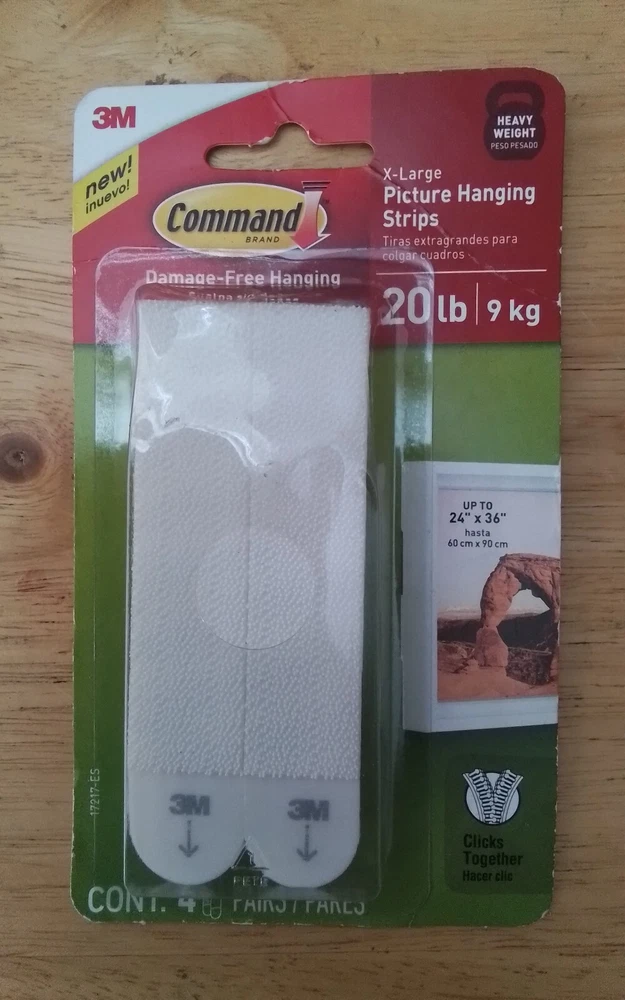 3M
new!
¡nuevo!
Command
BRAND
Damage-Free Hanging
HEAVY
WEIGHT
PESO PESADO
X-Large
Picture Hanging
Strips
Tiras extragrandes para
colgar cuadros
20 lb | 9 kg
UP TO
24" x 36"
hasta
60 cm x 90 cm
17217-ES
3M
3M
PETE
Clicks
Together
Hacer clic
CONT. 4 PAIRS / PARES